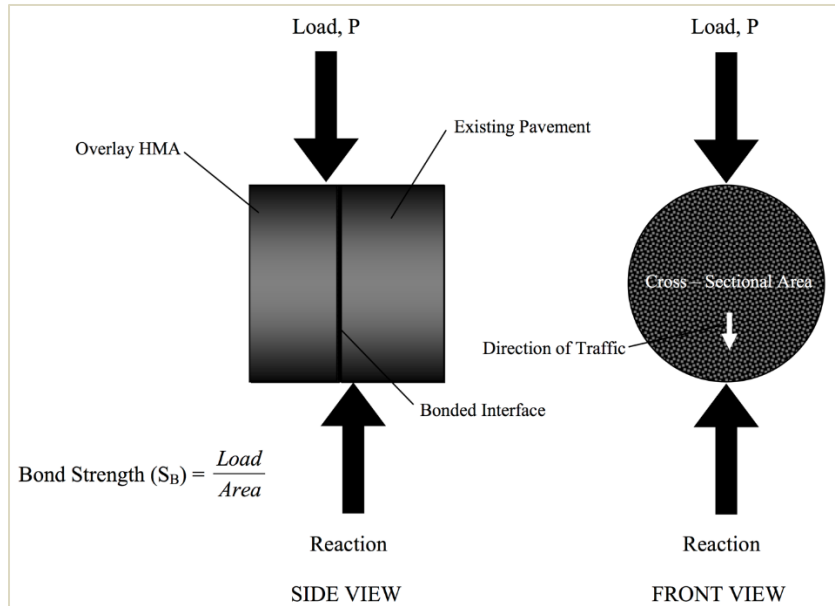 Load, P
Load, P
Existing Pavement
Overlay HMA
Cross – Sectional Area
Direction of Traffic
Bonded Interface
Bond Strength (SB) = Load
Area
Reaction
Reaction
SIDE VIEW
FRONT VIEW